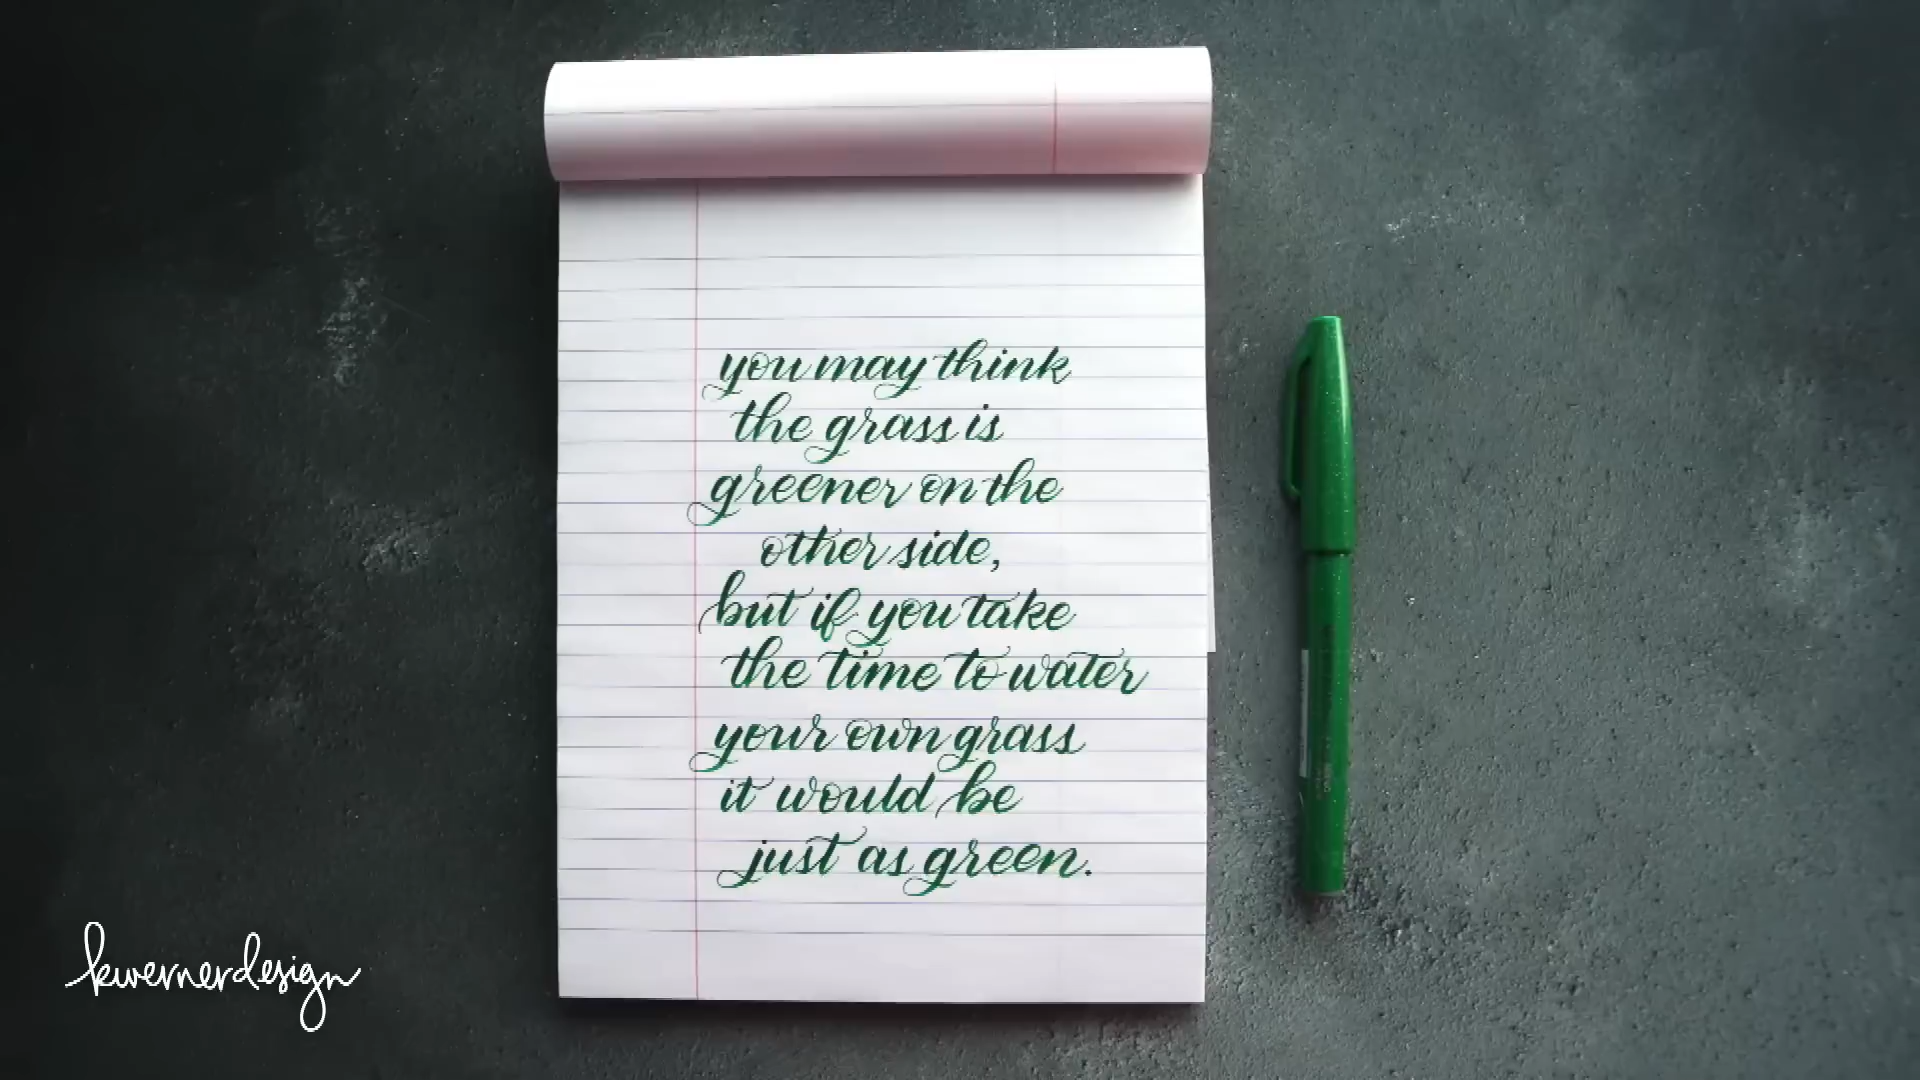 you may think
the grass is
greener on the
other side,
but if you take
the time to water
your own grass
it would be
just as green.
kwernerdesign